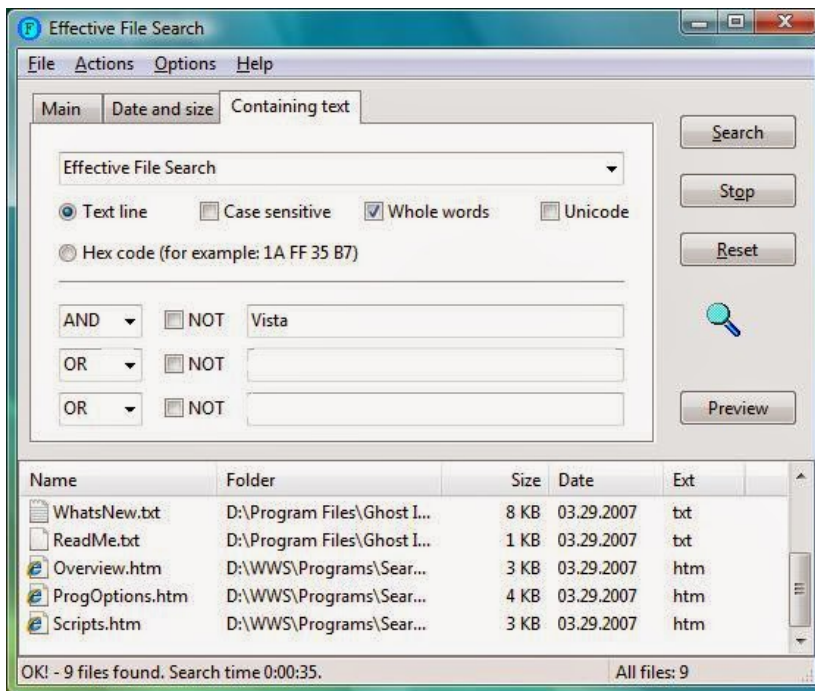 Effective File Search
File Actions Options Help
Main Date and size Containing text
Search
Effective File Search
Stop
Text line Case sensitive Whole words Unicode
Reset
Hex code (for example: 1A FF 35 B7)
AND NOT Vista
OR NOT
OR NOT
Preview
Name Folder Size Date Ext
WhatsNew.txt D:\Program Files\Ghost I... 8 KB 03.29.2007 txt
ReadMe.txt D:\Program Files\Ghost I... 1 KB 03.29.2007 txt
Overview.htm D:\WWS\Programs\Sear... 3 KB 03.29.2007 htm
ProgOptions.htm D:\WWS\Programs\Sear... 4 KB 03.29.2007 htm
Scripts.htm D:\WWS\Programs\Sear... 3 KB 03.29.2007 htm
OK! - 9 files found. Search time 0:00:35. All files: 9